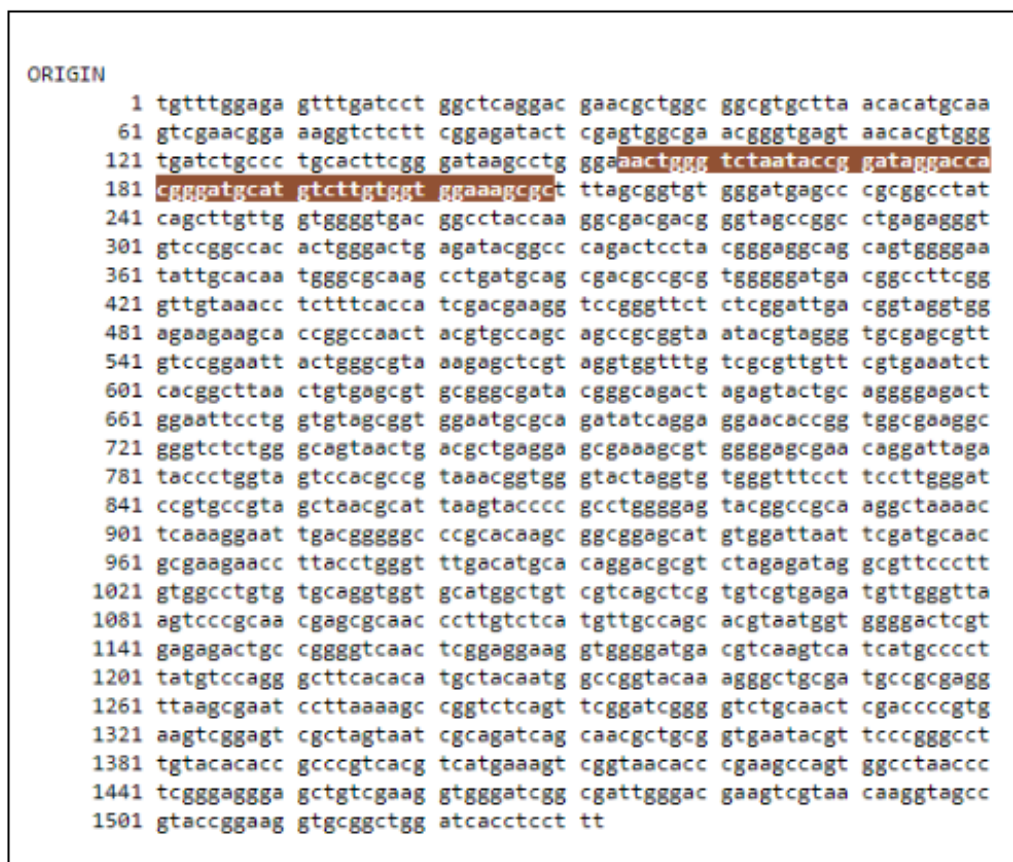 ORIGIN
1 tgtttggaga gtttgatcct ggctcaggac gaacgctggc ggcgtgctta acacatgcaa
61 gtcgaacgga aaggtctctt cggagatact cgagtggcga acgggtgagt aacacgtggg
121 tgatctgccc tgcacttcgg gataagcctg ggaaactggg tctaataccg gataggacca
181 cgggatgcat gtcttgtggt ggaaagcgct ttagcggtgt gggatgagcc cgcggcctat
241 cagcttgttg gtggggtgac ggcctaccaa ggcgacgacg ggtagccggc ctgagagggt
301 gtccggccac actgggactg agatacggcc cagactccta cgggaggcag cagtggggaa
361 tattgcacaa tgggcgcaag cctgatgcag cgacgccgcg tgggggatga cggccttcgg
421 gttgtaaacc tctttcacca tcgacgaagg tccgggttct ctcggattga cggtaggtgg
481 agaagaagca ccggccaact acgtgccagc agccgcggta atacgtaggg tgcgagcgtt
541 gtccggaatt actgggcgta aagagctcgt aggtggtttg tcgcgttgtt cgtgaaatct
601 cacggcttaa ctgtgagcgt gcgggcgata cgggcagact agagtactgc aggggagact
661 ggaattcctg gtgtagcggt ggaatgcgca gatatcagga ggaacaccgg tggcgaaggc
721 gggtctctgg gcagtaactg acgctgagga gcgaaagcgt ggggagcgaa caggattaga
781 taccctggta gtccacgccg taaacggtgg gtactaggtg tgggtttcct tccttgggat
841 ccgtgccgta gctaacgcat taagtacccc gcctggggag tacggccgca aggctaaaac
901 tcaaaggaat tgacgggggc ccgcacaagc ggcggagcat gtggattaat tcgatgcaac
961 gcgaagaacc ttacctgggt ttgacatgca caggacgcgt ctagagatag gcgttccctt
1021 gtggcctgtg tgcaggtggt gcatggctgt cgtcagctcg tgtcgtgaga tgttgggtta
1081 agtcccgcaa cgagcgcaac ccttgtctca tgttgccagc acgtaatggt ggggactcgt
1141 gagagactgc cggggtcaac tcggaggaag gtggggatga cgtcaagtca tcatgcccct
1201 tatgtccagg gcttcacaca tgctacaatg gccggtacaa agggctgcga tgccgcgagg
1261 ttaagcgaat ccttaaaagc cggtctcagt tcggatcggg gtctgcaact cgaccccgtg
1321 aagtcggagt cgctagtaat cgcagatcag caacgctgcg gtgaatacgt tcccgggcct
1381 tgtacacacc gcccgtcacg tcatgaaagt cggtaacacc cgaagccagt ggcctaaccc
1441 tcgggaggga gctgtcgaag gtgggatcgg cgattgggac gaagtcgtaa caaggtagcc
1501 gtaccggaag gtgcggctgg atcacctcct tt